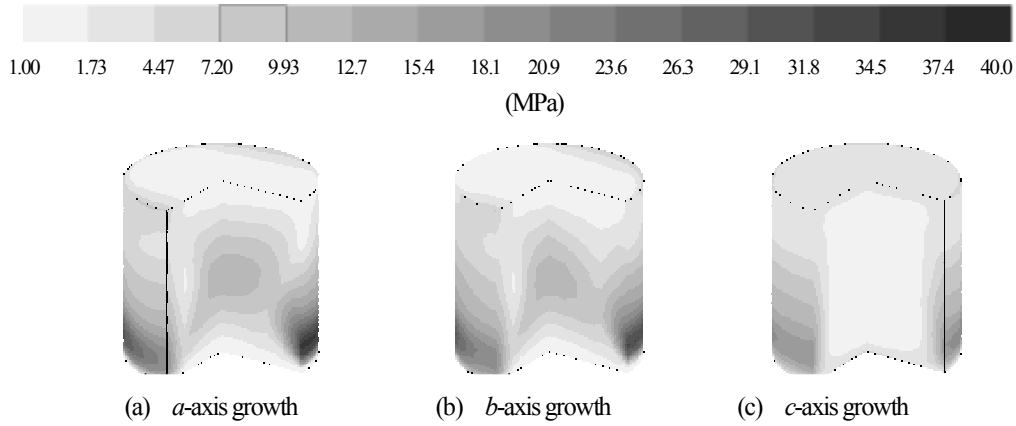 1.00 1.73 4.47 7.20 9.93 12.7 15.4 18.1 20.9 23.6 26.3 29.1 31.8 34.5 37.4 40.0
(MPa)
(a) a-axis growth (b) b-axis growth (c) c-axis growth